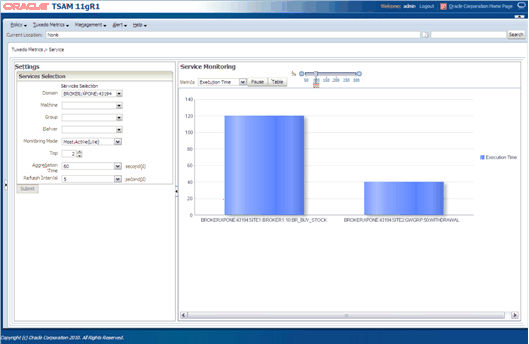 ORACLE TSAM 11gR1
Welcome: admin Logout Oracle Corporation Home Page
Policy Tuxedo Metrics Management Alert Help
Current Location: None Search
Tuxedo Metrics > Service
Settings
Services Selection
Services Selection
Domain BROKER:XPONE:43194
Machine
Group
Server
Monitoring Mode Most Active(Live)
Top 2
Aggregation Time 60 second(s)
Refresh Interval 5 second(s)
Submit
Service Monitoring
Metrics Execution Time Pause Table
% 50 100 150 200 250 300
140
120
100
80
60
40
20
0
Execution Time
BROKER:XPONE:43194:SITE1:BROKER1:10:BR_BUY_STOCK
BROKER:XPONE:43194:SITE2:GWGRP:50:WITHDRAWAL
Copyright (c) Oracle Corporation 2010. All Rights Reserved.